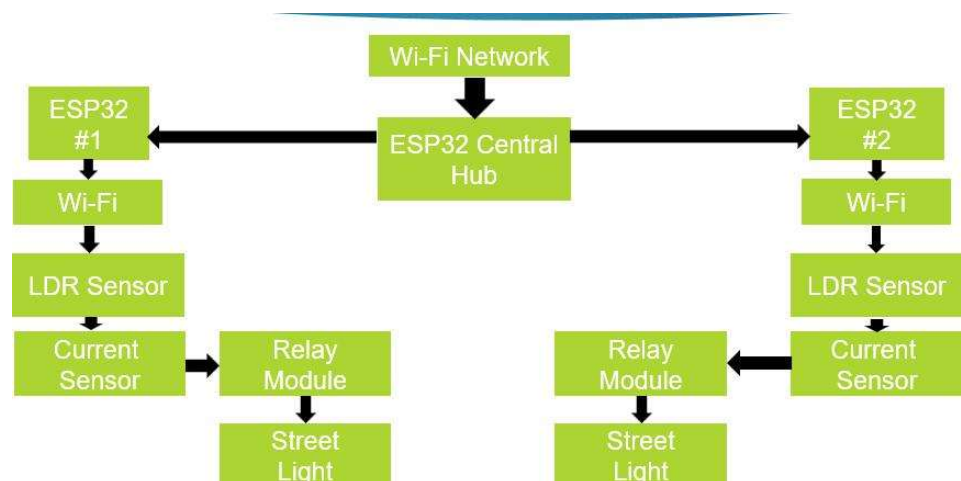 Wi-Fi Network
ESP32
#1
ESP32 Central
Hub
ESP32
#2
Wi-Fi
Wi-Fi
LDR Sensor
LDR Sensor
Current
Sensor
Relay
Module
Relay
Module
Current
Sensor
Street
Light
Street
Light